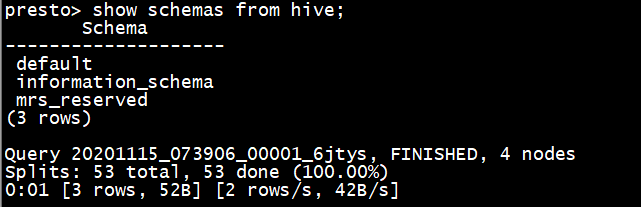 presto> show schemas from hive;
Schema
--------------------
default
information_schema
mrs_reserved
(3 rows)
Query 20201115_073906_00001_6jtys, FINISHED, 4 nodes
Splits: 53 total, 53 done (100.00%)
0:01 [3 rows, 52B] [2 rows/s, 42B/s]